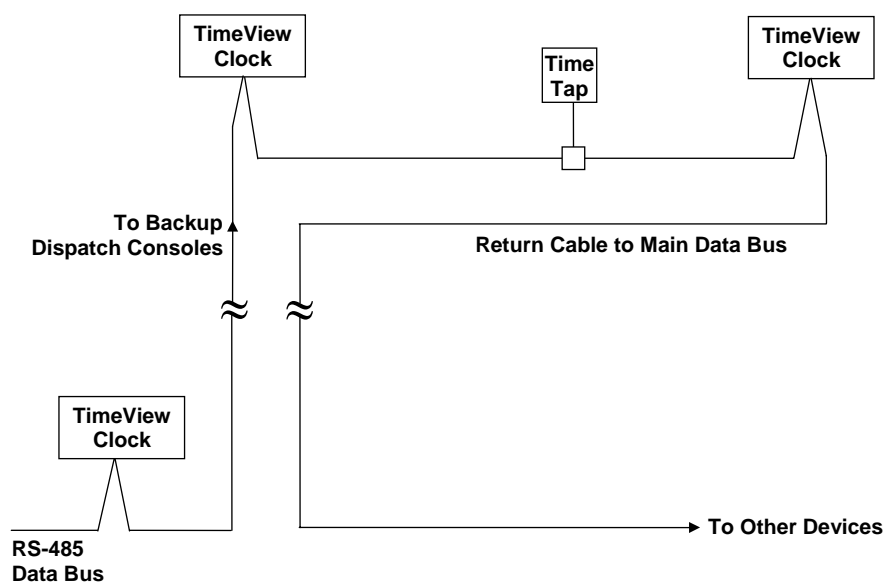 TimeView
Clock
Time
Tap
TimeView
Clock
To Backup
Dispatch Consoles
Return Cable to Main Data Bus
≈
≈
TimeView
Clock
RS-485
Data Bus
To Other Devices